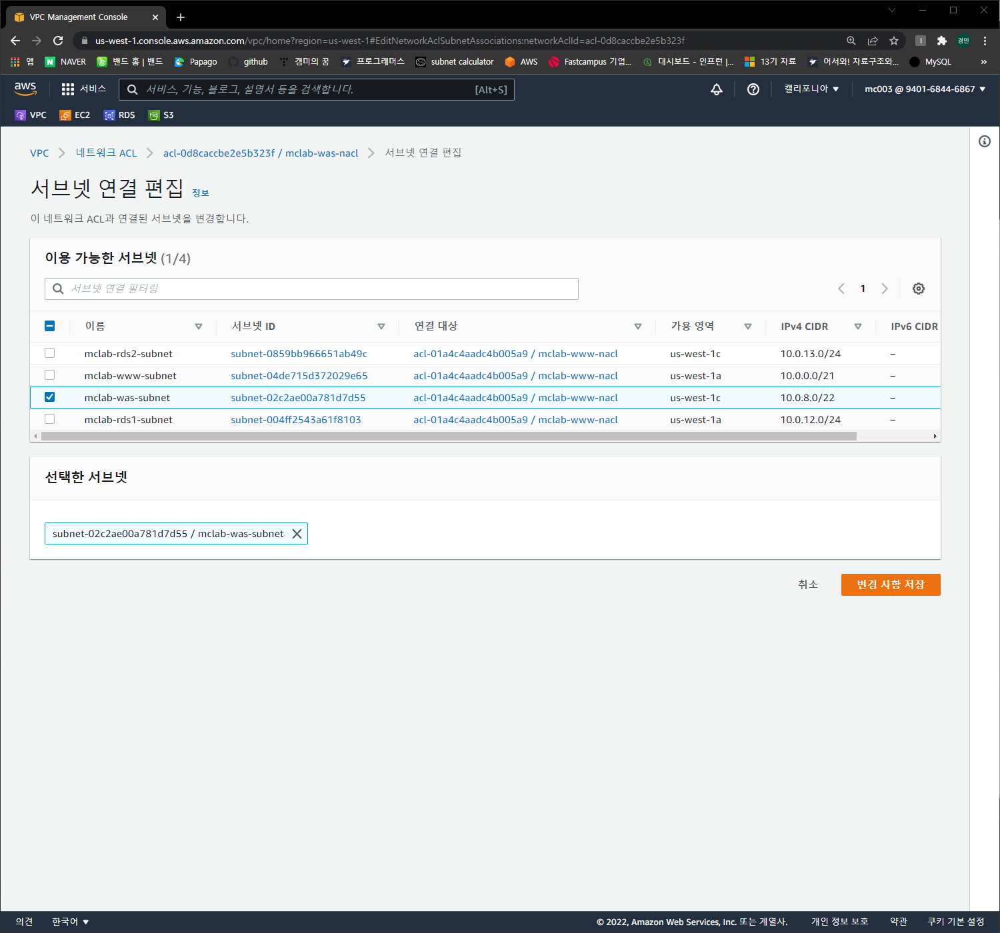 VPC Management Console
us-west-1.console.aws.amazon.com/vpc/home?region=us-west-1#EditNetworkAclSubnetAssociations:networkAclId=acl-0d8caccbe2e5b323f
경민
앱 NAVER 밴드 홈 | 밴드 Papago github 캠미의 꿈 프로그래머스 subnet calculator AWS Fastcampus 기업... 대시보드 - 인프런 |... 13기 자료 어서와! 자료구조와... MySQL »
aws 서비스 서비스, 기능, 블로그, 설명서 등을 검색합니다. [Alt+S] 캘리포니아 mc003 @ 9401-6844-6867
VPC EC2 RDS S3
VPC 네트워크 ACL acl-0d8caccbe2e5b323f / mclab-was-nacl 서브넷 연결 편집
서브넷 연결 편집 정보
이 네트워크 ACL과 연결된 서브넷을 변경합니다.
이용 가능한 서브넷 (1/4)
서브넷 연결 필터링 1
이름 서브넷 ID 연결 대상 가용 영역 IPv4 CIDR IPv6 CIDR
mclab-rds2-subnet subnet-0859bb966651ab49c acl-01a4c4aadc4b005a9 / mclab-www-nacl us-west-1c 10.0.13.0/24 –
mclab-www-subnet subnet-04de715d372029e65 acl-01a4c4aadc4b005a9 / mclab-www-nacl us-west-1a 10.0.0.0/21 –
mclab-was-subnet subnet-02c2ae00a781d7d55 acl-01a4c4aadc4b005a9 / mclab-www-nacl us-west-1c 10.0.8.0/22 –
mclab-rds1-subnet subnet-004ff2543a61f8103 acl-01a4c4aadc4b005a9 / mclab-www-nacl us-west-1a 10.0.12.0/24 –
선택한 서브넷
subnet-02c2ae00a781d7d55 / mclab-was-subnet
취소 변경 사항 저장
의견 한국어 © 2022, Amazon Web Services, Inc. 또는 계열사. 개인 정보 보호 약관 쿠키 기본 설정